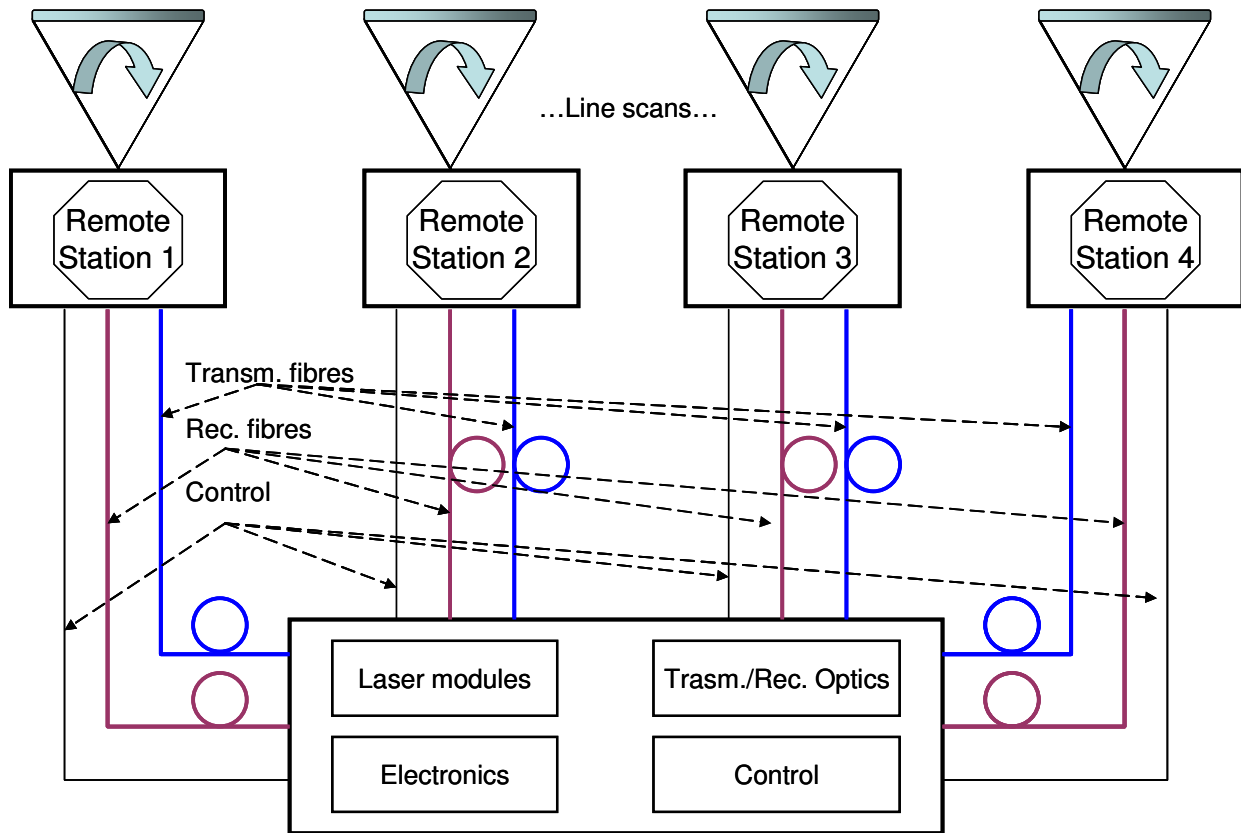 …Line scans…
Remote
Station 1
Remote
Station 2
Remote
Station 3
Remote
Station 4
Transm. fibres
Rec. fibres
Control
Laser modules
Trasm./Rec. Optics
Electronics
Control